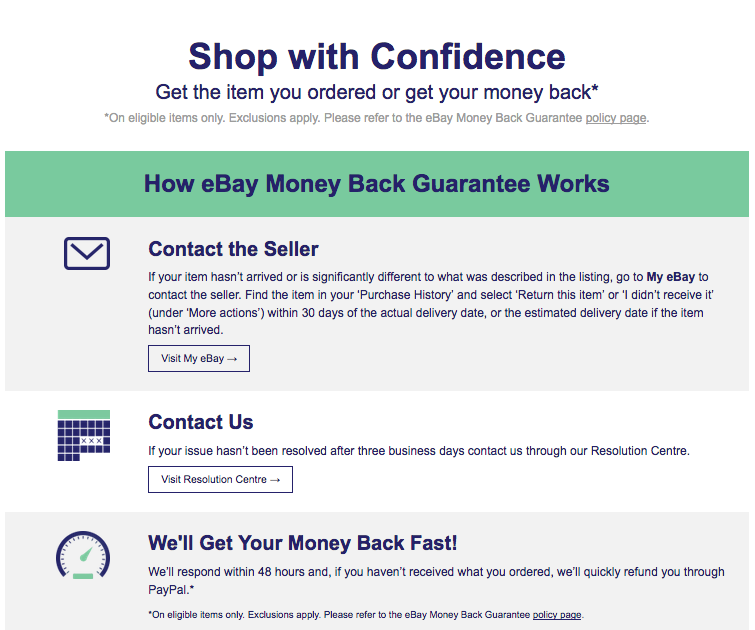 Shop with Confidence
Get the item you ordered or get your money back*
*On eligible items only. Exclusions apply. Please refer to the eBay Money Back Guarantee policy page.
How eBay Money Back Guarantee Works
Contact the Seller
If your item hasn’t arrived or is significantly different to what was described in the listing, go to My eBay to
contact the seller. Find the item in your ‘Purchase History’ and select ‘Return this item’ or ‘I didn’t receive it’
(under ‘More actions’) within 30 days of the actual delivery date, or the estimated delivery date if the item
hasn’t arrived.
Visit My eBay →
Contact Us
If your issue hasn’t been resolved after three business days contact us through our Resolution Centre.
Visit Resolution Centre →
We'll Get Your Money Back Fast!
We’ll respond within 48 hours and, if you haven’t received what you ordered, we’ll quickly refund you through
PayPal.*
*On eligible items only. Exclusions apply. Please refer to the eBay Money Back Guarantee policy page.